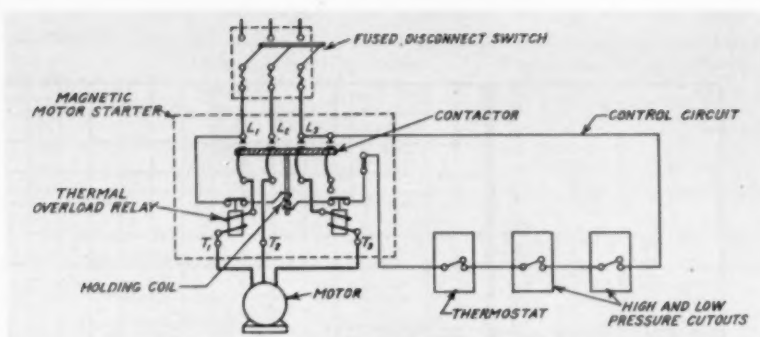 FUSED DISCONNECT SWITCH
MAGNETIC
MOTOR STARTER
L1 L2 L3
CONTACTOR
CONTROL CIRCUIT
THERMAL
OVERLOAD RELAY
T1 T2 T3
HOLDING COIL
MOTOR
THERMOSTAT
HIGH AND LOW
PRESSURE CUTOUTS